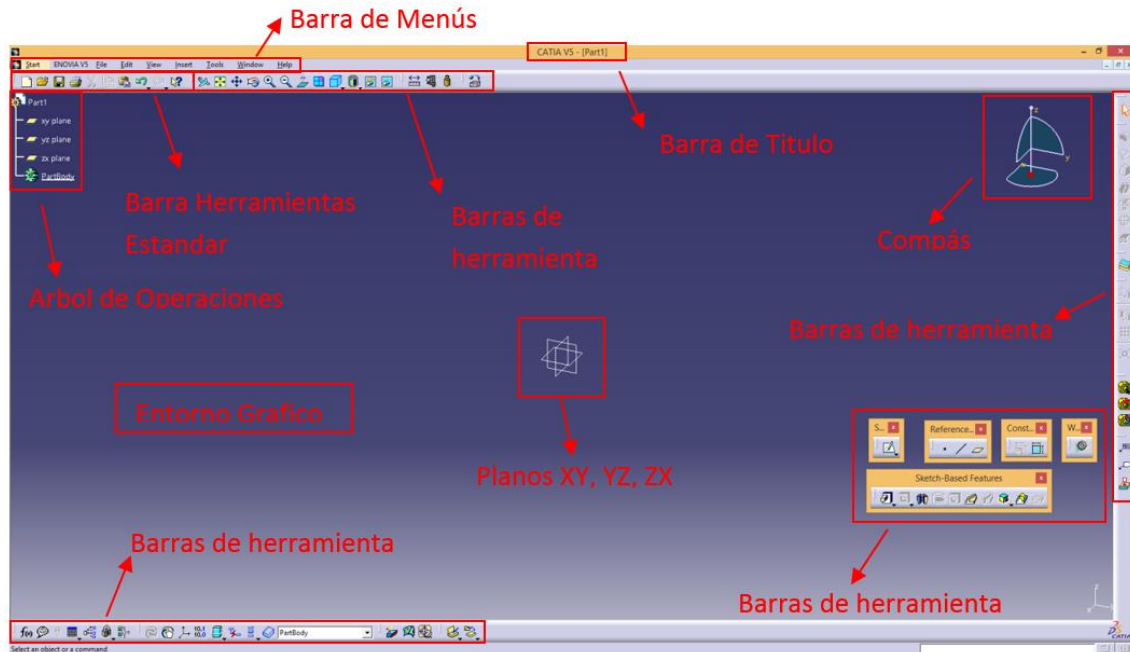 Barra de Menús
CATIA V5 - [Part1]
Start ENOVIA V5 File Edit View Insert Tools Window Help
Part1
xy plane
yz plane
zx plane
PartBody
Barra de Titulo
Barra Herramientas
Estandar
Barras de
herramienta
Compás
Arbol de Operaciones
Barras de herramienta
Entorno Grafico
Planos XY, YZ, ZX
S... Reference... Const... W...
Sketch-Based Features
Barras de herramienta
Barras de herramienta
f(x) PartBody
CATIA
Select an object or a command